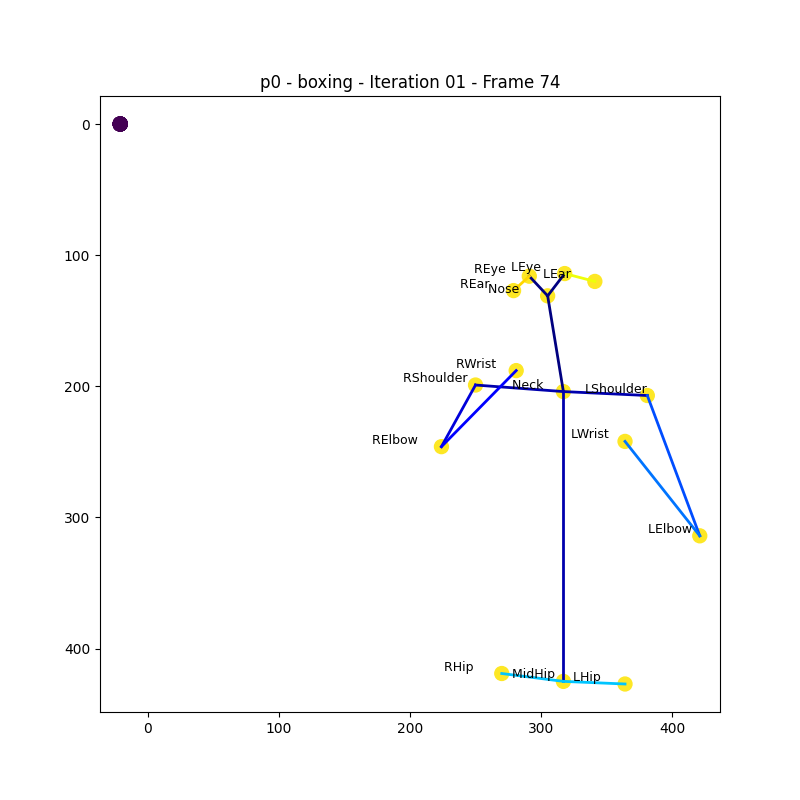 p0 - boxing - Iteration 01 - Frame 74
0
100
200
300
400
REye
LEye
LEar
REar
Nose
RWrist
RShoulder
Neck
LShoulder
RElbow
LWrist
LElbow
RHip
MidHip
LHip
0
100
200
300
400